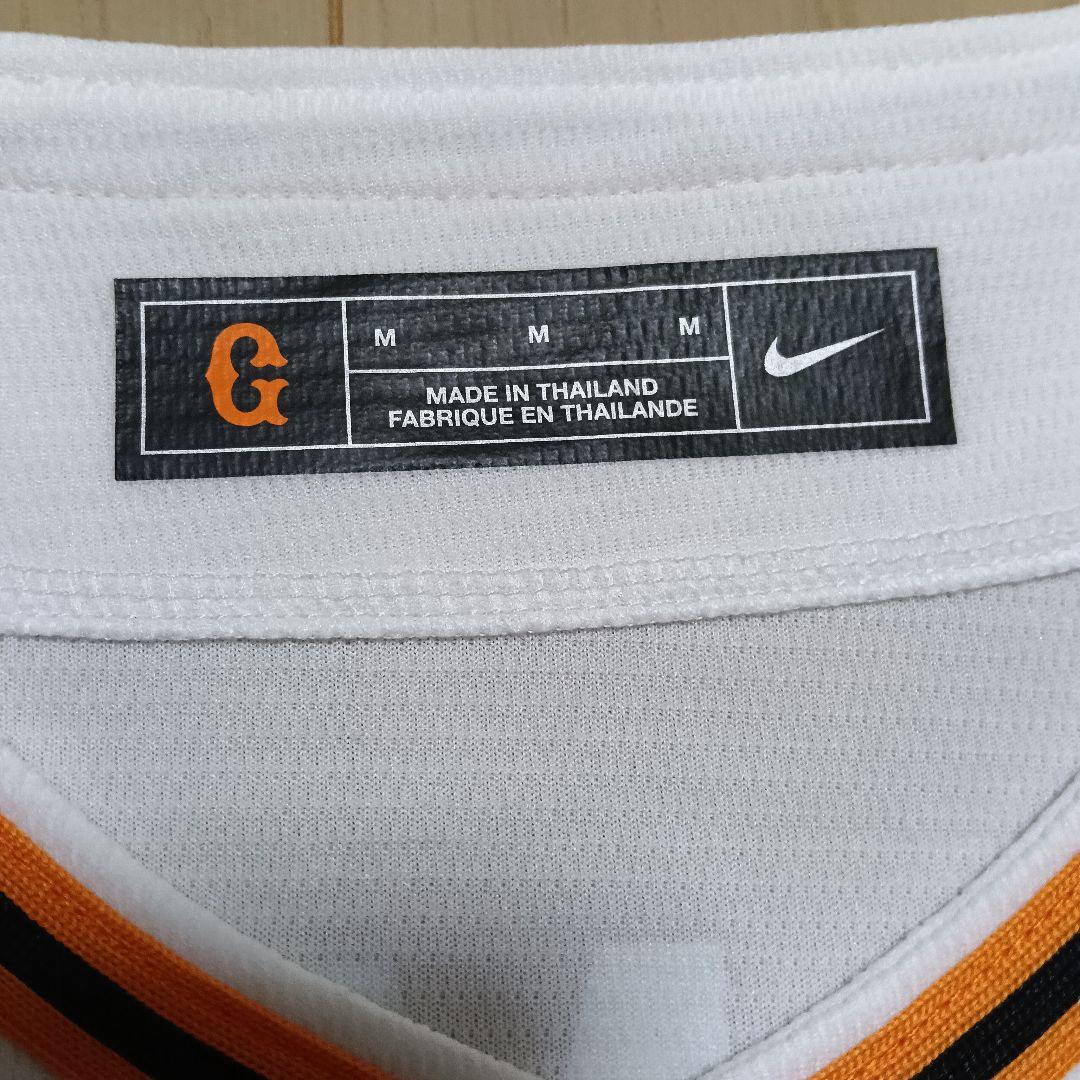 G
M M M
MADE IN THAILAND
FABRIQUE EN THAILANDE